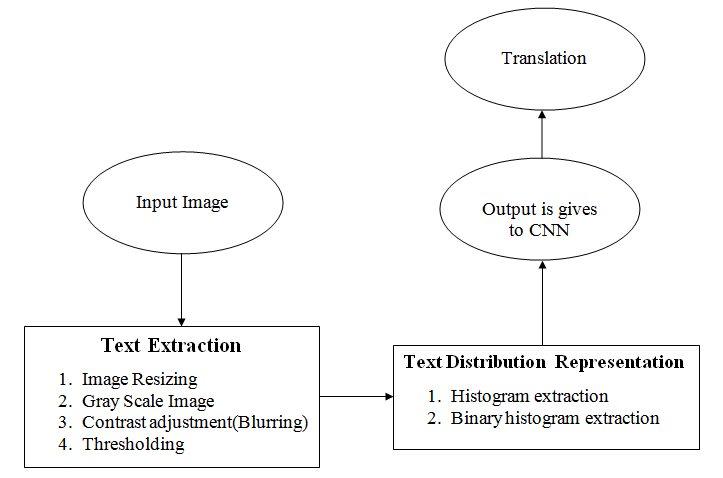 Input Image
Text Extraction
1. Image Resizing
2. Gray Scale Image
3. Contrast adjustment(Blurring)
4. Thresholding
Text Distribution Representation
1. Histogram extraction
2. Binary histogram extraction
Output is gives
to CNN
Translation